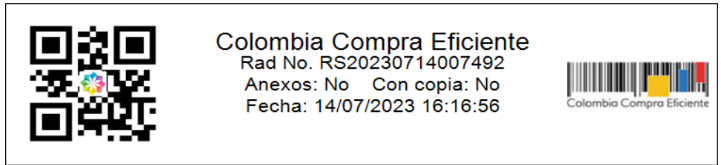 Colombia Compra Eficiente
Rad No. RS20230714007492
Anexos: No    Con copia: No
Fecha: 14/07/2023 16:16:56
Colombia Compra Eficiente